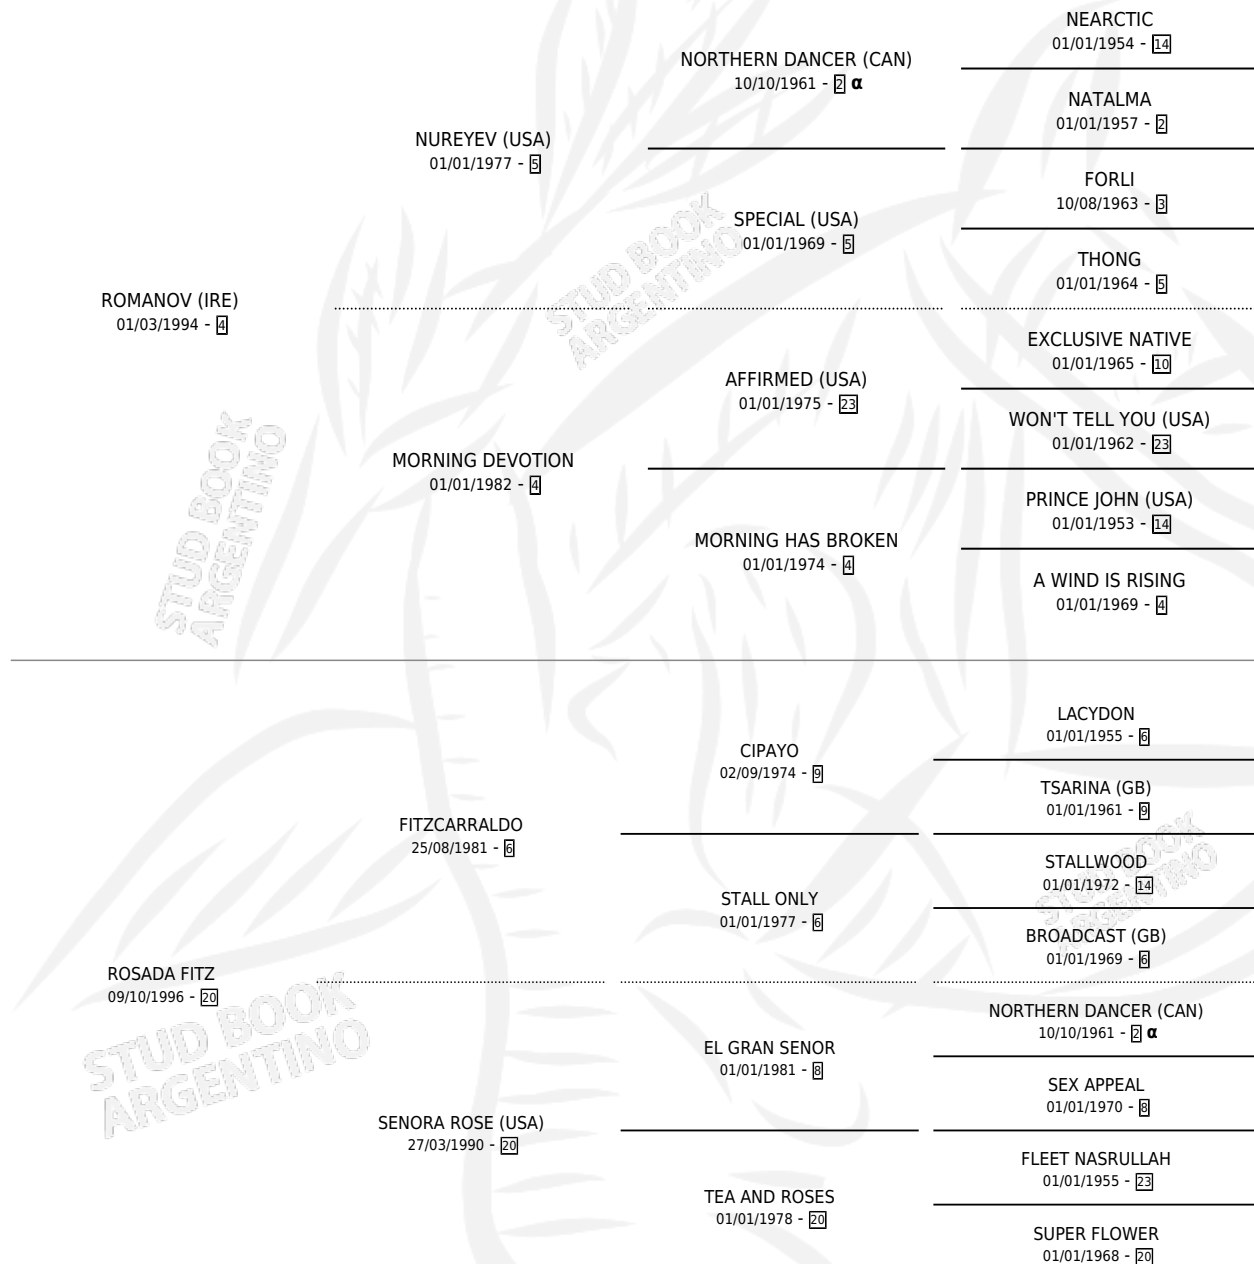 NEARCTIC
01/01/1954 - 14
NORTHERN DANCER (CAN)
10/10/1961 - 2 α
NATALMA
01/01/1957 - 2
NUREYEV (USA)
01/01/1977 - 5
FORLI
10/08/1963 - 3
SPECIAL (USA)
01/01/1969 - 5
THONG
01/01/1964 - 5
ROMANOV (IRE)
01/03/1994 - 4
EXCLUSIVE NATIVE
01/01/1965 - 10
AFFIRMED (USA)
01/01/1975 - 23
WON'T TELL YOU (USA)
01/01/1962 - 23
MORNING DEVOTION
01/01/1982 - 4
PRINCE JOHN (USA)
01/01/1953 - 14
MORNING HAS BROKEN
01/01/1974 - 4
A WIND IS RISING
01/01/1969 - 4
LACYDON
01/01/1955 - 6
CIPAYO
02/09/1974 - 9
TSARINA (GB)
01/01/1961 - 9
FITZCARRALDO
25/08/1981 - 6
STALLWOOD
01/01/1972 - 14
STALL ONLY
01/01/1977 - 6
BROADCAST (GB)
01/01/1969 - 6
ROSADA FITZ
09/10/1996 - 20
NORTHERN DANCER (CAN)
10/10/1961 - 2 α
EL GRAN SENOR
01/01/1981 - 8
SEX APPEAL
01/01/1970 - 8
SENORA ROSE (USA)
27/03/1990 - 20
FLEET NASRULLAH
01/01/1955 - 23
TEA AND ROSES
01/01/1978 - 20
SUPER FLOWER
01/01/1968 - 20
STUD BOOK
ARGENTINO
STUD BOOK
ARGENTINO
STUD BOOK
ARGENTINO
STUD BOOK
ARGENTINO